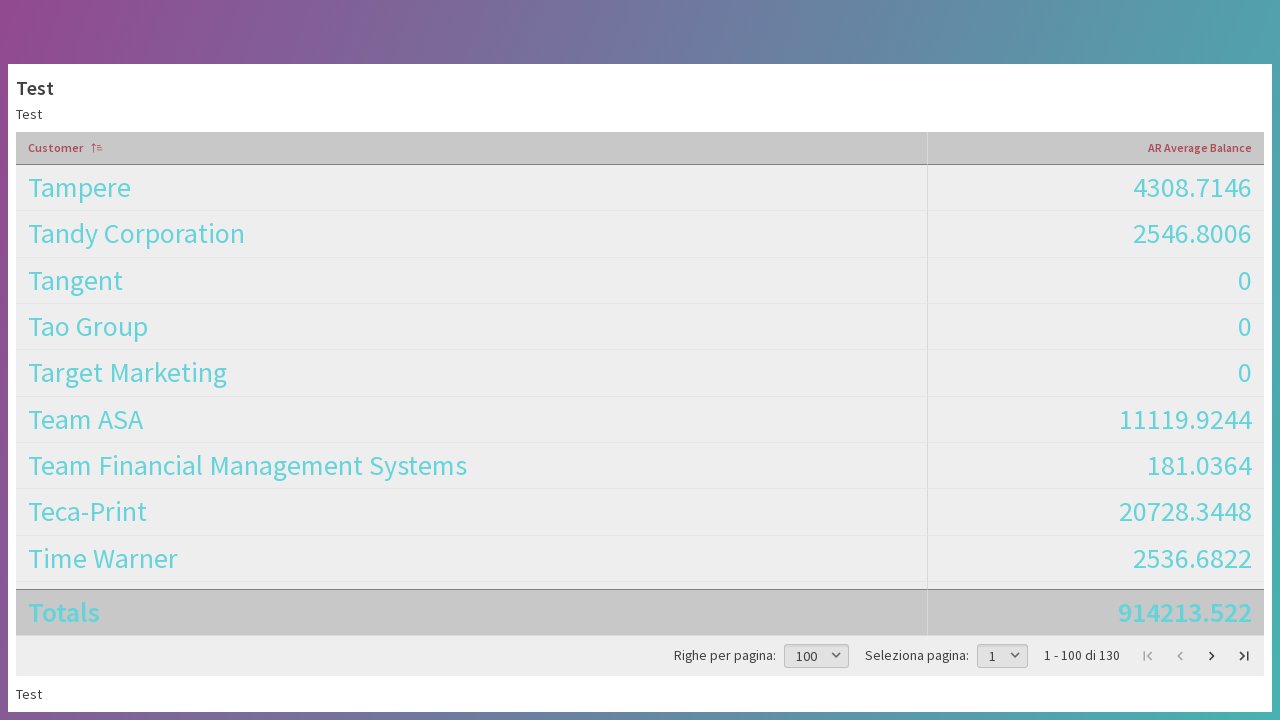 Test
Test
Customer AR Average Balance
Tampere 4308.7146
Tandy Corporation 2546.8006
Tangent 0
Tao Group 0
Target Marketing 0
Team ASA 11119.9244
Team Financial Management Systems 181.0364
Teca-Print 20728.3448
Time Warner 2536.6822
Totals 914213.522
Righe per pagina: 100 Seleziona pagina: 1 1 - 100 di 130
Test